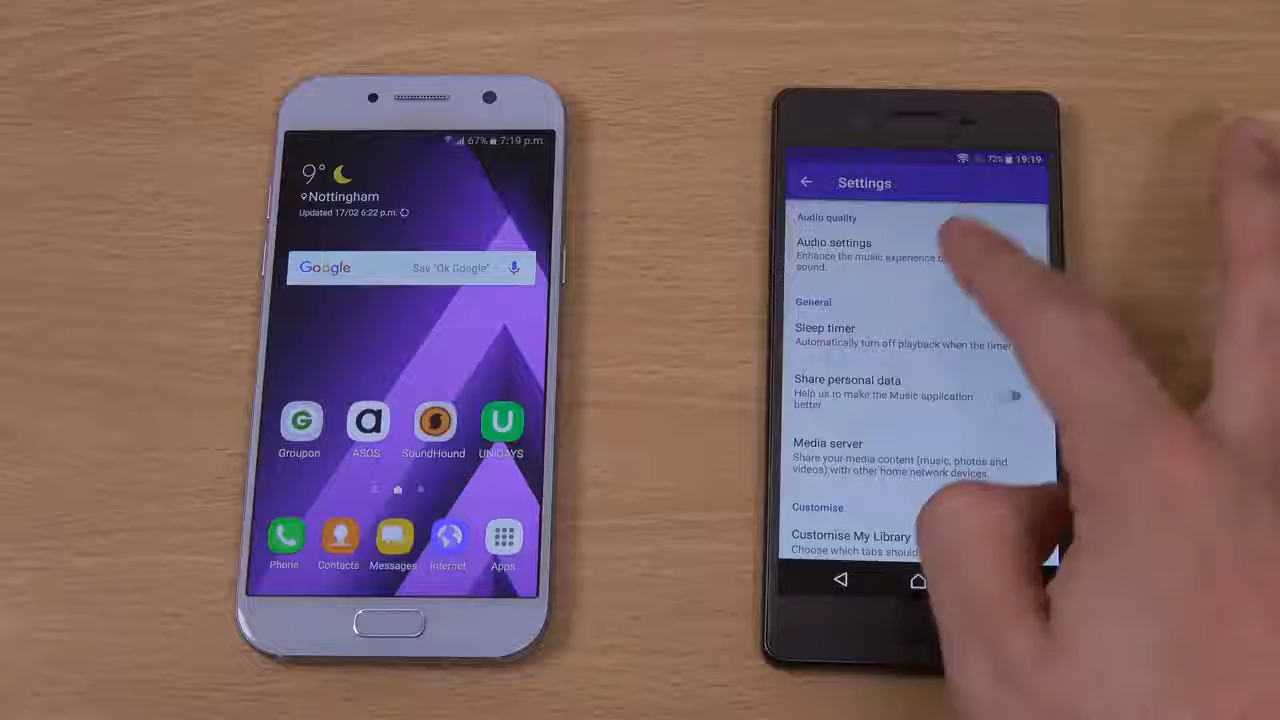 67% 7:19 p.m.
9°
Nottingham
Updated 17/02 6:22 p.m.
Google Say "Ok Google"
Groupon ASOS SoundHound UNiDAYS
Phone Contacts Messages Internet Apps
72% 19:19
Settings
Audio quality
Audio settings
Enhance the music experience
sound.
General
Sleep timer
Automatically turn off playback when the timer
Share personal data
Help us to make the Music application
better
Media server
Share your media content (music, photos and
videos) with other home network devices.
Customise
Customise My Library
Choose which tabs should